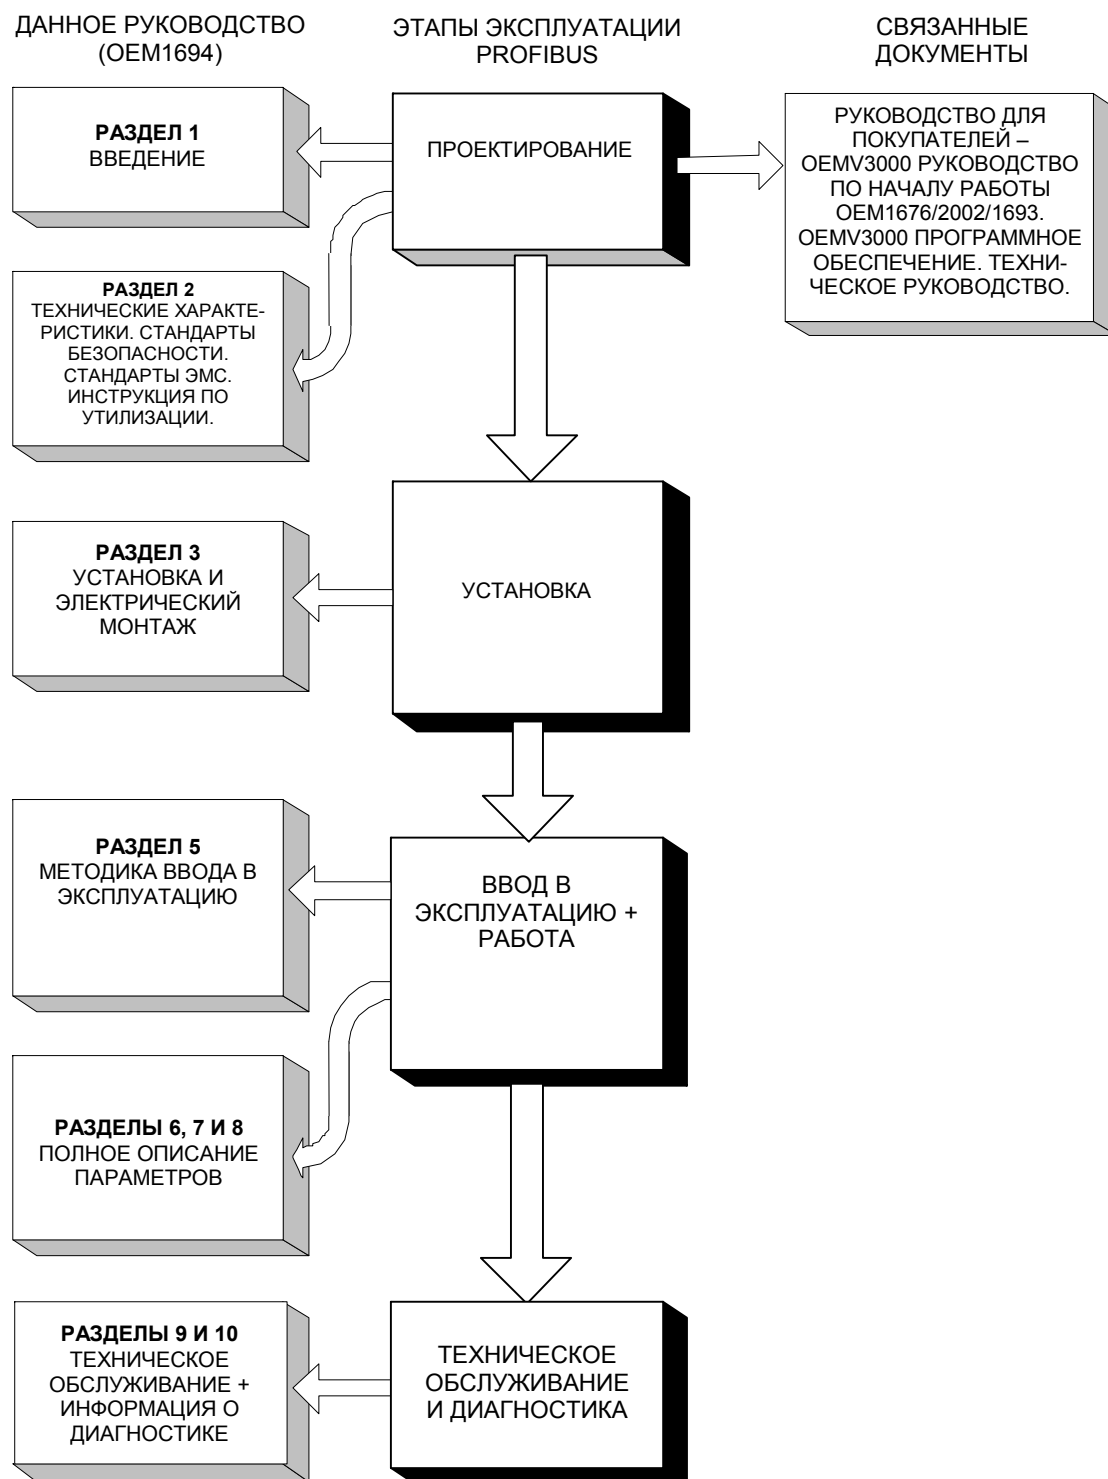 ДАННОЕ РУКОВОДСТВО
(OEM1694)
ЭТАПЫ ЭКСПЛУАТАЦИИ
PROFIBUS
СВЯЗАННЫЕ
ДОКУМЕНТЫ
РАЗДЕЛ 1
ВВЕДЕНИЕ
ПРОЕКТИРОВАНИЕ
РУКОВОДСТВО ДЛЯ
ПОКУПАТЕЛЕЙ –
OEMV3000 РУКОВОДСТВО
ПО НАЧАЛУ РАБОТЫ
OEM1676/2002/1693.
OEMV3000 ПРОГРАММНОЕ
ОБЕСПЕЧЕНИЕ. ТЕХНИ-
ЧЕСКОЕ РУКОВОДСТВО.
РАЗДЕЛ 2
ТЕХНИЧЕСКИЕ ХАРАКТЕ-
РИСТИКИ. СТАНДАРТЫ
БЕЗОПАСНОСТИ.
СТАНДАРТЫ ЭМС.
ИНСТРУКЦИЯ ПО
УТИЛИЗАЦИИ.
РАЗДЕЛ 3
УСТАНОВКА И
ЭЛЕКТРИЧЕСКИЙ
МОНТАЖ
УСТАНОВКА
РАЗДЕЛ 5
МЕТОДИКА ВВОДА В
ЭКСПЛУАТАЦИЮ
ВВОД В
ЭКСПЛУАТАЦИЮ +
РАБОТА
РАЗДЕЛЫ 6, 7 И 8
ПОЛНОЕ ОПИСАНИЕ
ПАРАМЕТРОВ
РАЗДЕЛЫ 9 И 10
ТЕХНИЧЕСКОЕ
ОБСЛУЖИВАНИЕ +
ИНФОРМАЦИЯ О
ДИАГНОСТИКЕ
ТЕХНИЧЕСКОЕ
ОБСЛУЖИВАНИЕ
И ДИАГНОСТИКА